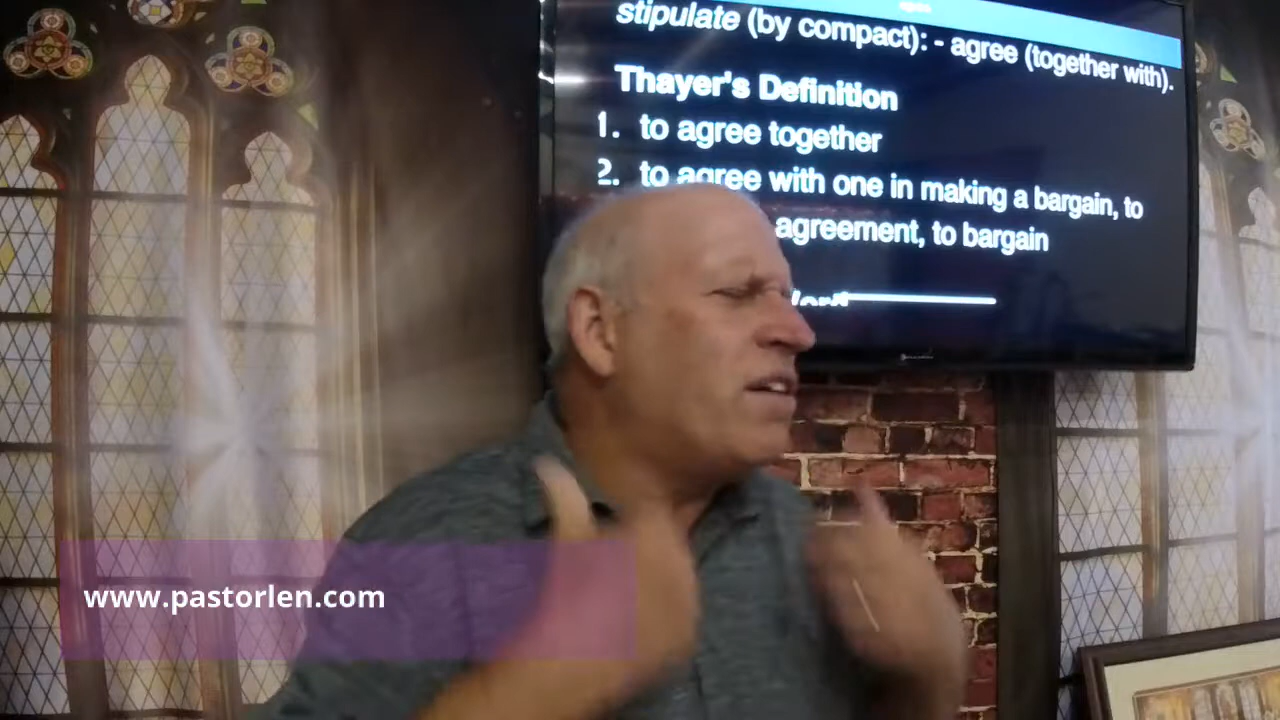 stipulate (by compact): - agree (together with).
Thayer's Definition
1. to agree together
2. to agree with one in making a bargain, to
agreement, to bargain
www.pastorlen.com